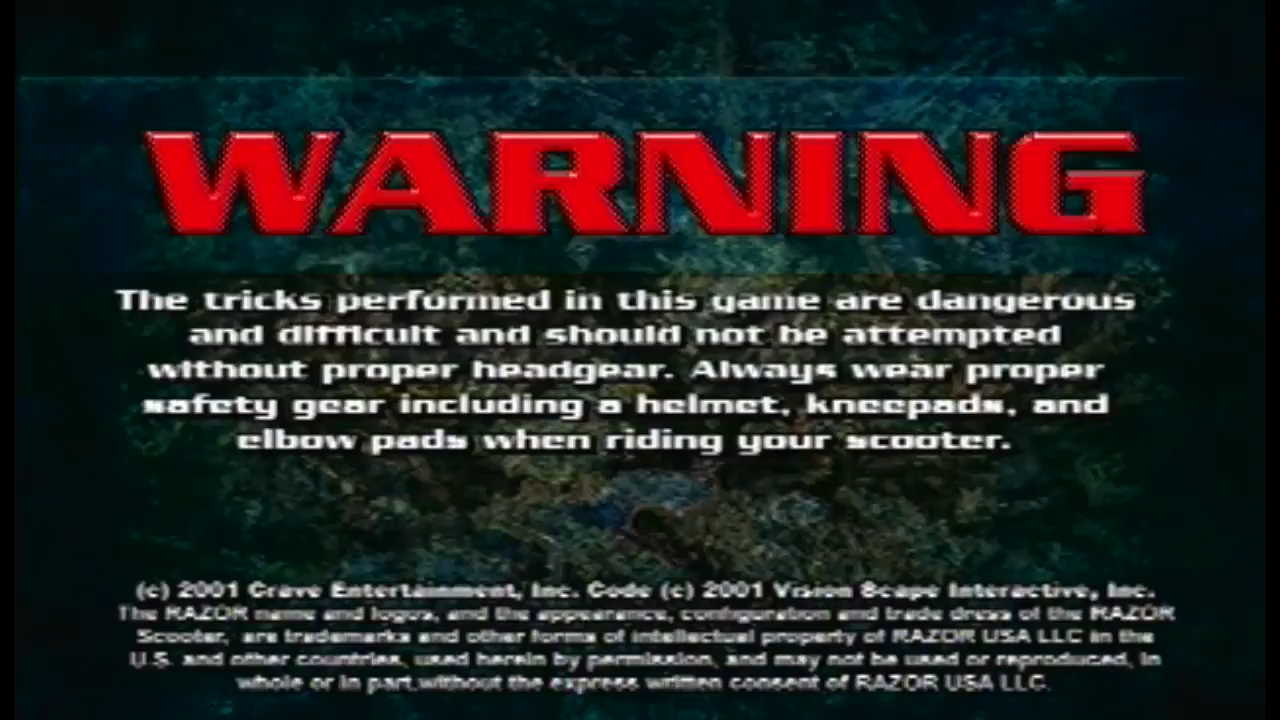 WARNING
The tricks performed in this game are dangerous
and difficult and should not be attempted
without proper headgear. Always wear proper
safety gear including a helmet, kneepads, and
elbow pads when riding your scooter.
(c) 2001 Crave Entertainment, Inc. Code (c) 2001 Vision Scape Interactive, Inc.
The RAZOR name and logos, and the appearance, configuration and trade dress of the RAZOR
Scooter, are trademarks and other forms of intellectual property of RAZOR USA LLC in the
U.S. and other countries, used herein by permission, and may not be used or reproduced, in
whole or in part,without the express written consent of RAZOR USA LLC.